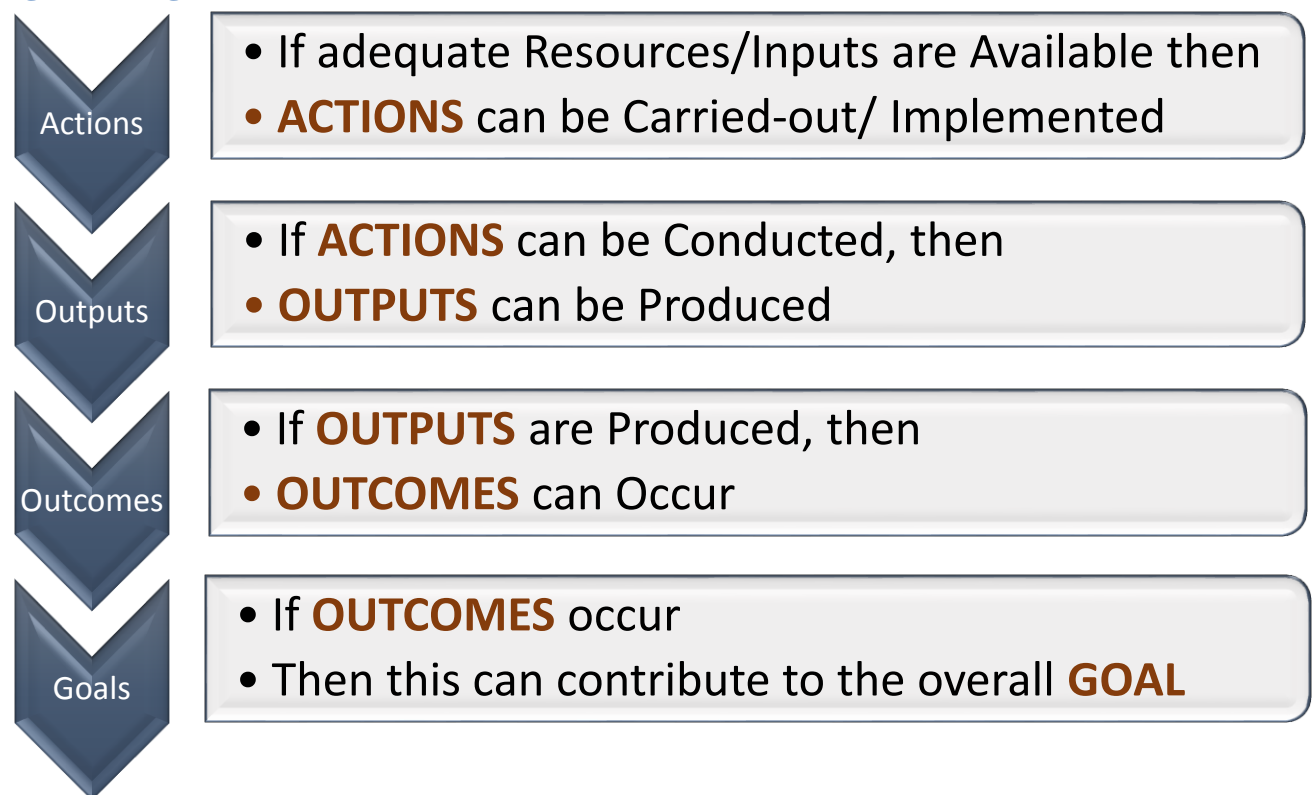 Actions
• If adequate Resources/Inputs are Available then
• ACTIONS can be Carried-out/ Implemented
Outputs
• If ACTIONS can be Conducted, then
• OUTPUTS can be Produced
Outcomes
• If OUTPUTS are Produced, then
• OUTCOMES can Occur
Goals
• If OUTCOMES occur
• Then this can contribute to the overall GOAL